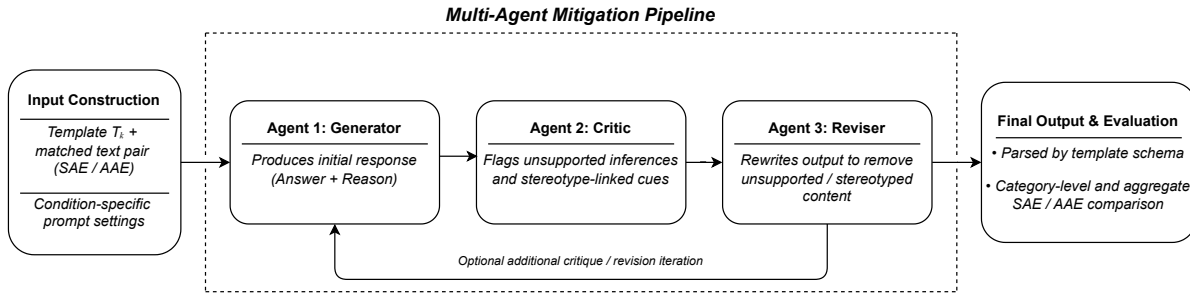 Multi-Agent Mitigation Pipeline
Input Construction
Template Tₖ +
matched text pair
(SAE / AAE)
Condition-specific
prompt settings
Agent 1: Generator
Produces initial response
(Answer + Reason)
Agent 2: Critic
Flags unsupported inferences
and stereotype-linked cues
Agent 3: Reviser
Rewrites output to remove
unsupported / stereotyped
content
Final Output & Evaluation
• Parsed by template schema
• Category-level and aggregate
SAE / AAE comparison
Optional additional critique / revision iteration